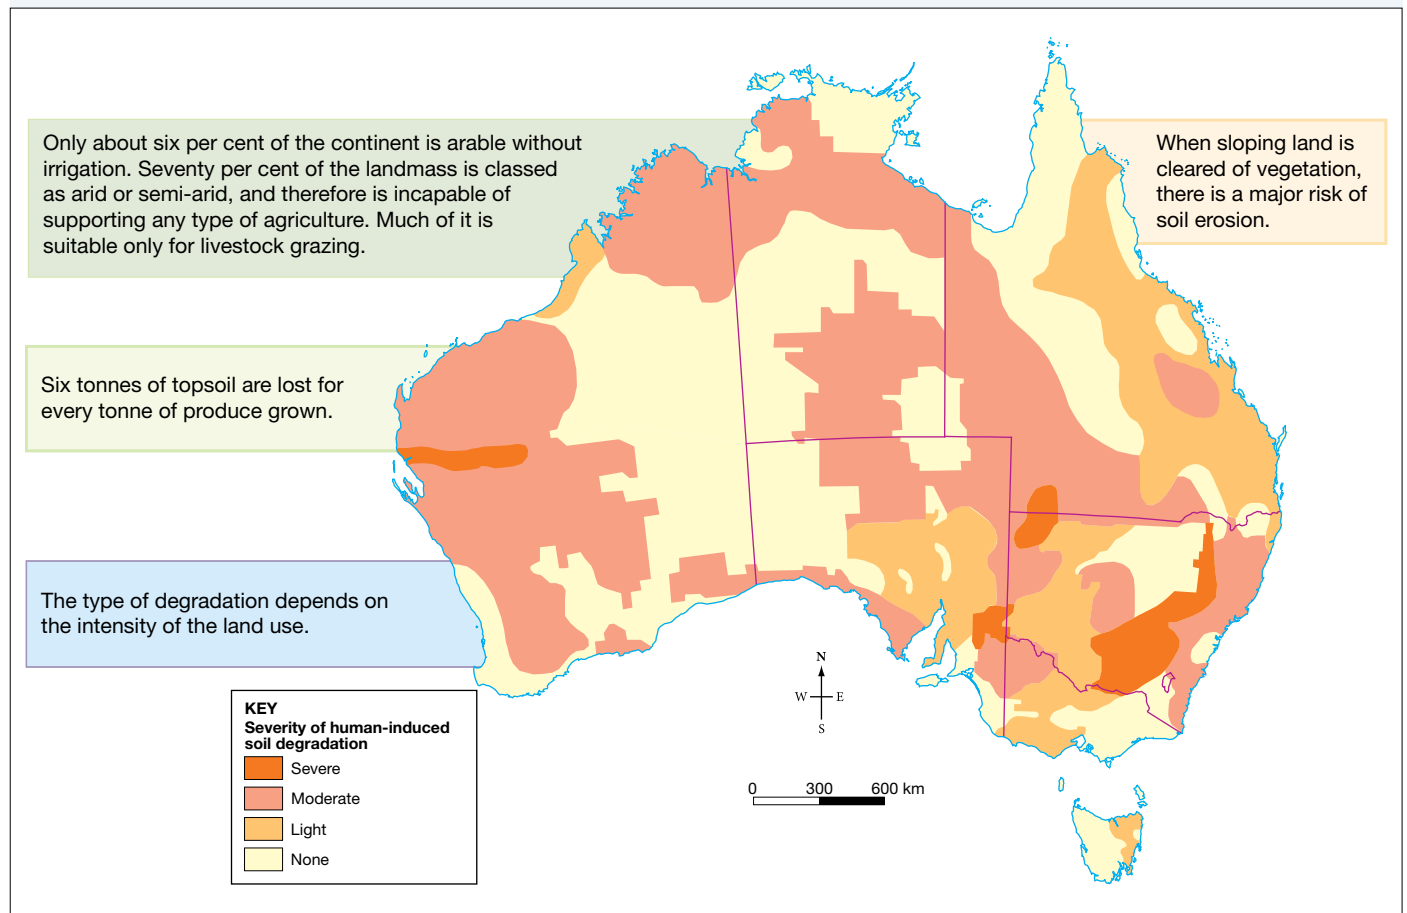 Only about six per cent of the continent is arable without
irrigation. Seventy per cent of the landmass is classed
as arid or semi-arid, and therefore is incapable of
supporting any type of agriculture. Much of it is
suitable only for livestock grazing.
When sloping land is
cleared of vegetation,
there is a major risk of
soil erosion.
Six tonnes of topsoil are lost for
every tonne of produce grown.
The type of degradation depends on
the intensity of the land use.
N
W E
S
KEY
Severity of human-induced
soil degradation
Severe
Moderate
Light
None
0 300 600 km